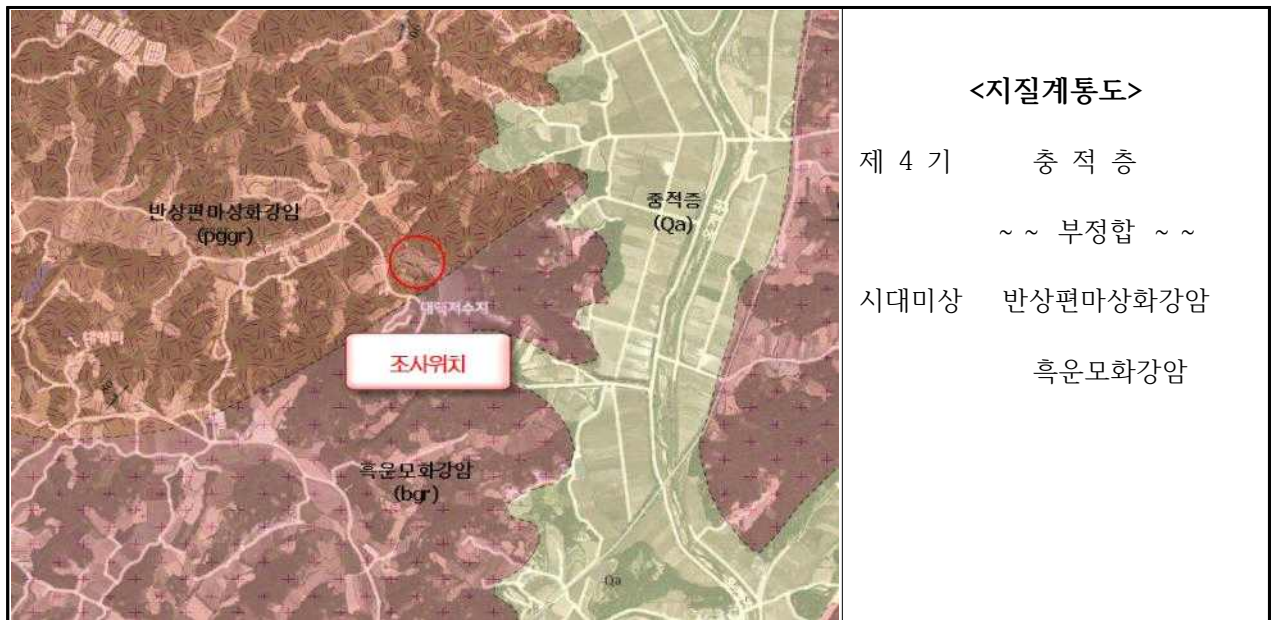 반상편마상화강암
(pggr)
충적층
(Qa)
조사위치
흑운모화강암
(bgr)
Qa
<지질계통도>
제 4 기 충 적 층
~ ~ 부정합 ~ ~
시대미상 반상편마상화강암
흑운모화강암